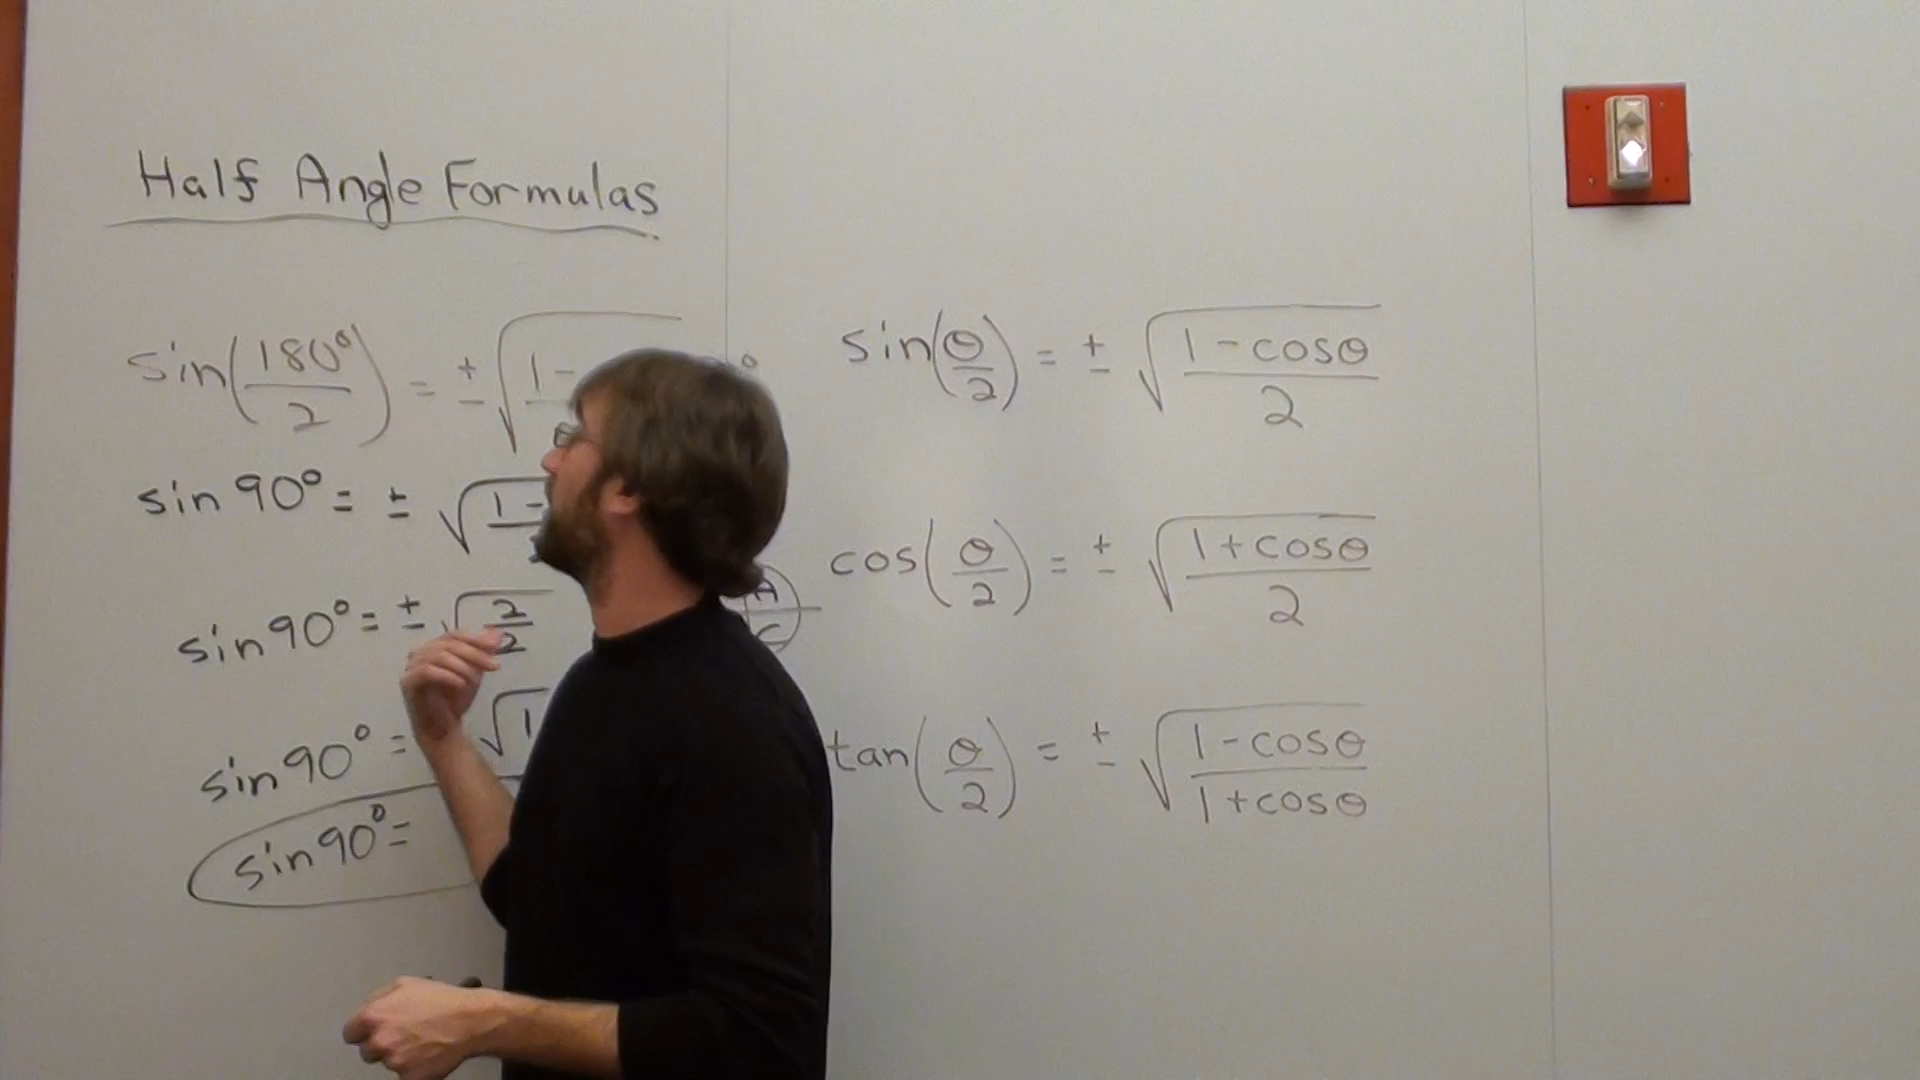 Half Angle Formulas
sin(180°/2) = ± √(1 -
sin 90° = ± √(1 -
sin 90° = ± √(2/2)
sin 90° = √1
sin 90° =
A
C
sin(θ/2) = ± √((1 - cosθ)/2)
cos(θ/2) = ± √((1 + cosθ)/2)
tan(θ/2) = ± √((1 - cosθ)/(1 + cosθ))